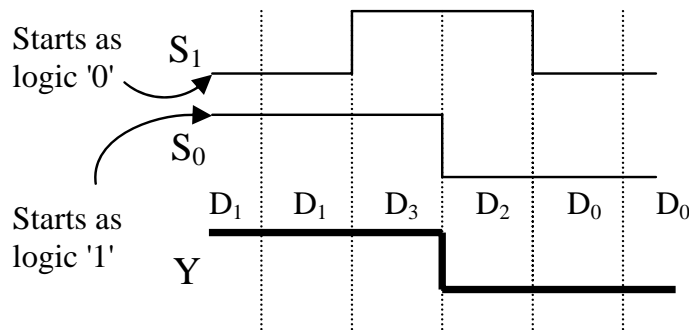 Starts as
logic '0'
S1
S0
D1 D1 D3 D2 D0 D0
Starts as
logic '1'
Y